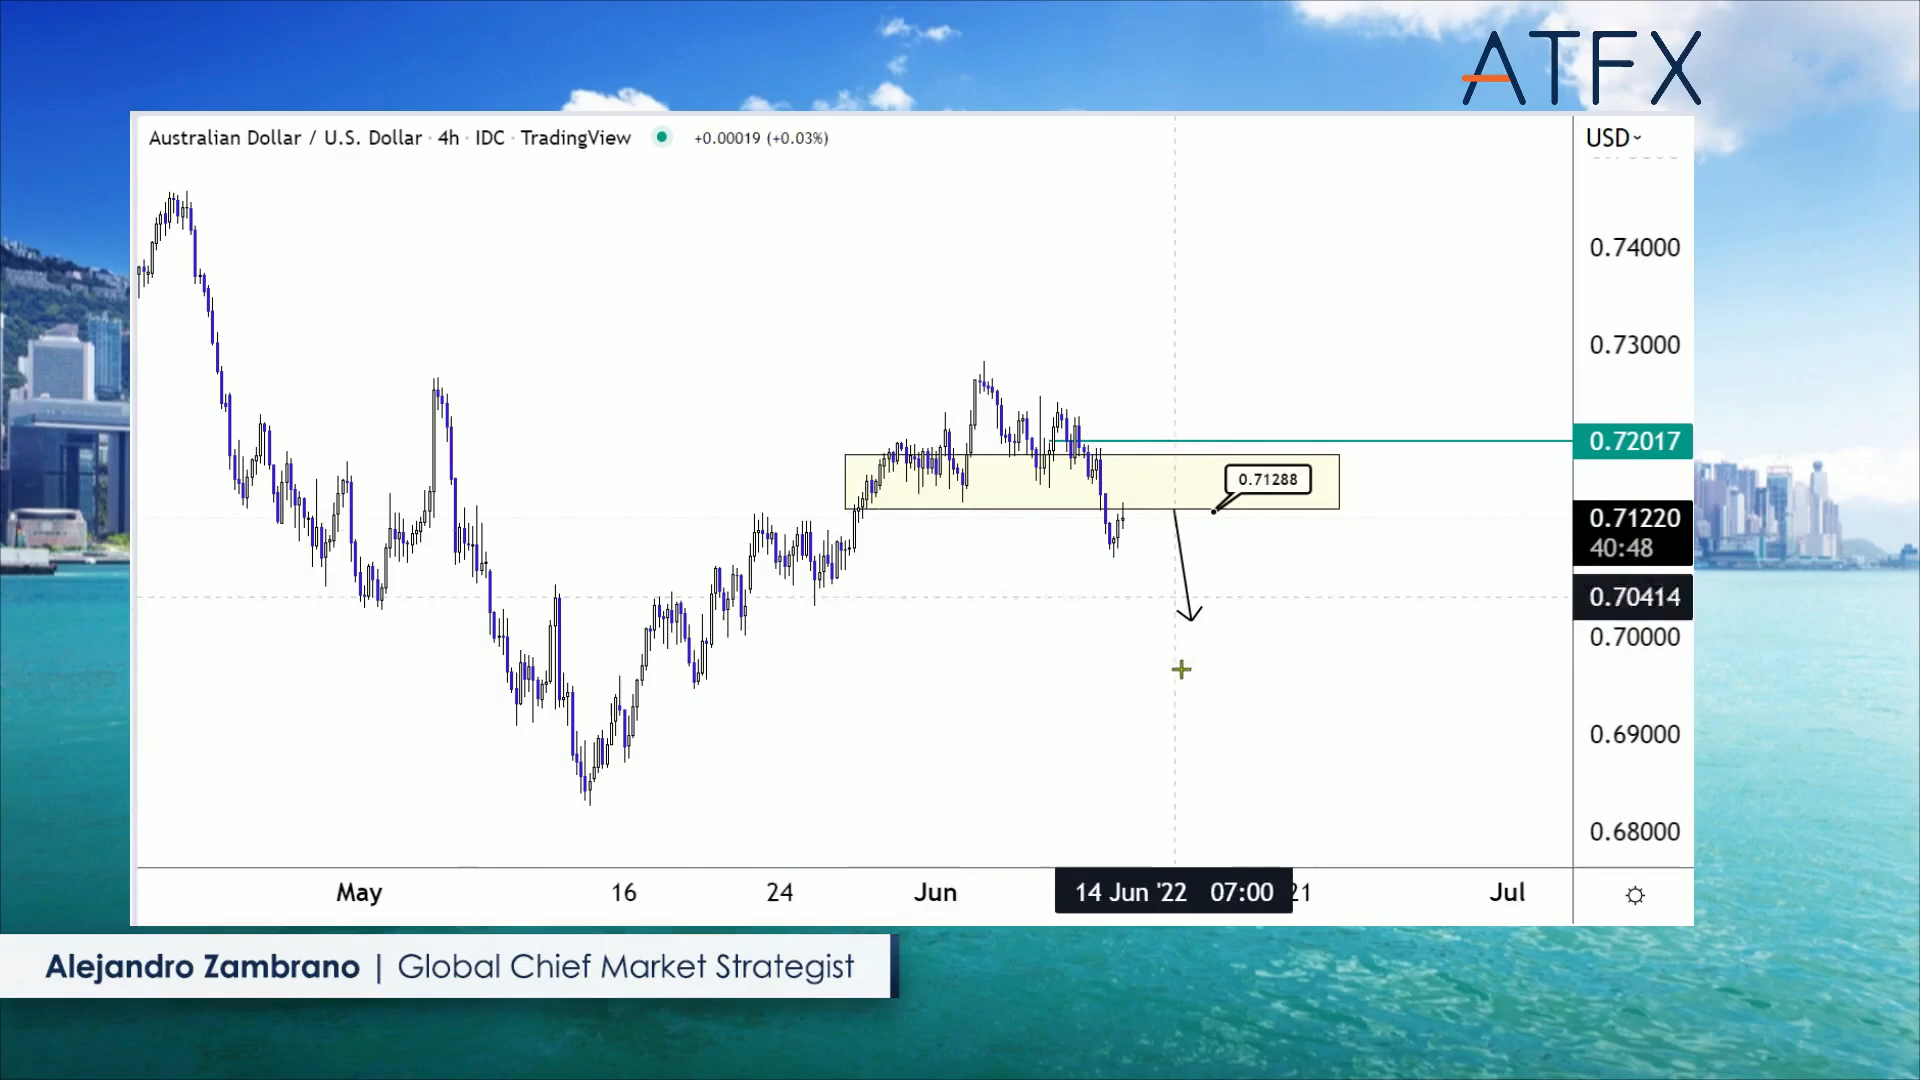 ATFX
Australian Dollar / U.S. Dollar · 4h · IDC · TradingView +0.00019 (+0.03%)
USD
0.74000
0.73000
0.72017
0.71288
0.71220
40:48
0.70414
0.70000
0.69000
0.68000
May 16 24 Jun 14 Jun '22 07:00 21 Jul
Alejandro Zambrano | Global Chief Market Strategist